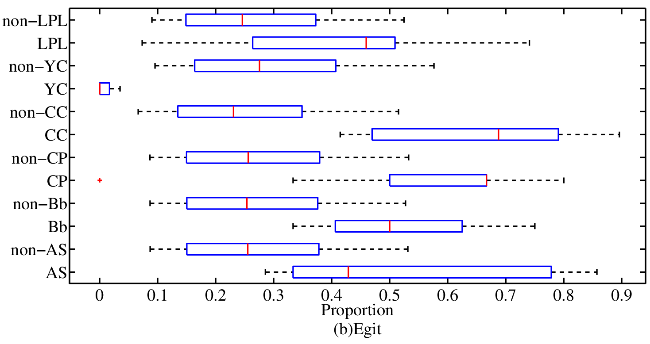 non−LPL
LPL
non−YC
YC
non−CC
CC
non−CP
CP
non−Bb
Bb
non−AS
AS
0 0.1 0.2 0.3 0.4 0.5 0.6 0.7 0.8 0.9
Proportion
(b)Egit